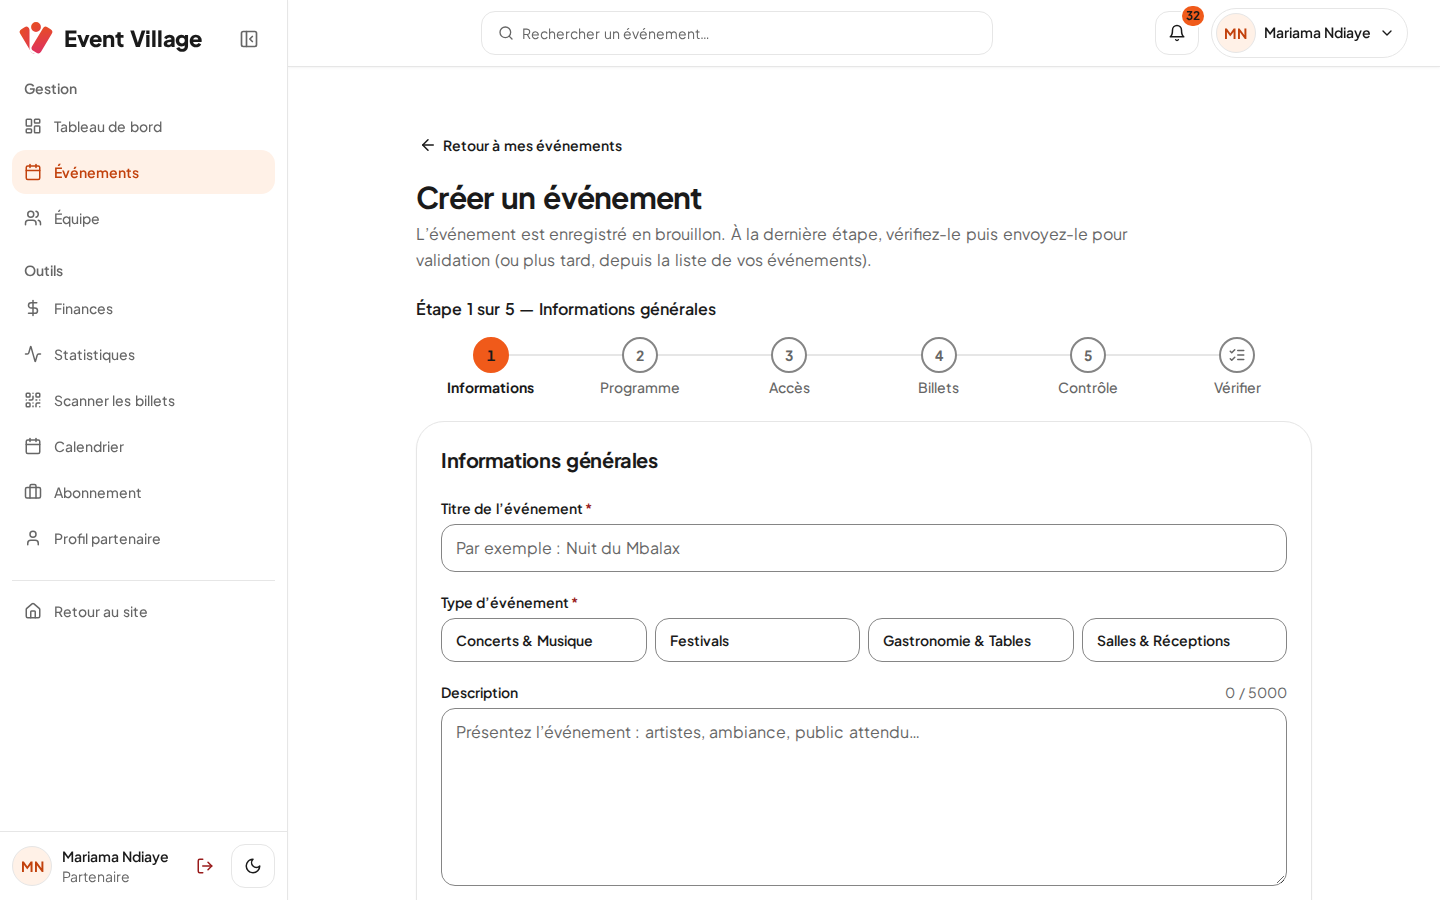 Event Village
Gestion
Tableau de bord
Événements
Équipe
Outils
Finances
Statistiques
Scanner les billets
Calendrier
Abonnement
Profil partenaire
Retour au site
MN
Mariama Ndiaye
Partenaire
Rechercher un événement…
32
MN
Mariama Ndiaye
Retour à mes événements
Créer un événement
L’événement est enregistré en brouillon. À la dernière étape, vérifiez-le puis envoyez-le pour
validation (ou plus tard, depuis la liste de vos événements).
Étape 1 sur 5 — Informations générales
1
2
3
4
5
Informations
Programme
Accès
Billets
Contrôle
Vérifier
Informations générales
Titre de l’événement *
Par exemple : Nuit du Mbalax
Type d’événement *
Concerts & Musique
Festivals
Gastronomie & Tables
Salles & Réceptions
Description
0 / 5000
Présentez l’événement : artistes, ambiance, public attendu…